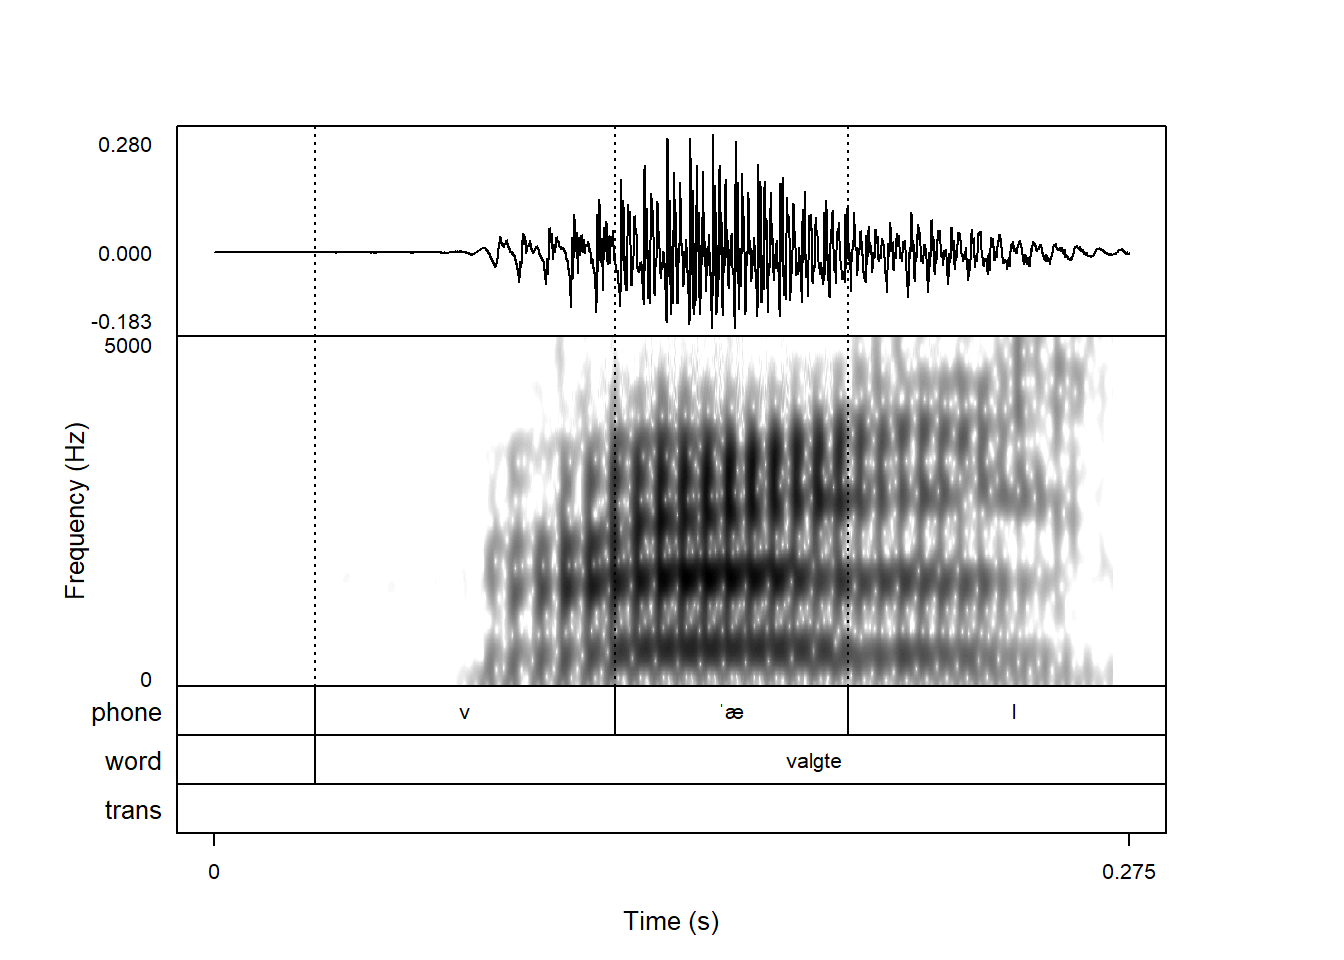 0.280
0.000
-0.183
5000
Frequency (Hz)
0
phone v ˈæ l
word valgte
trans
0 0.275
Time (s)